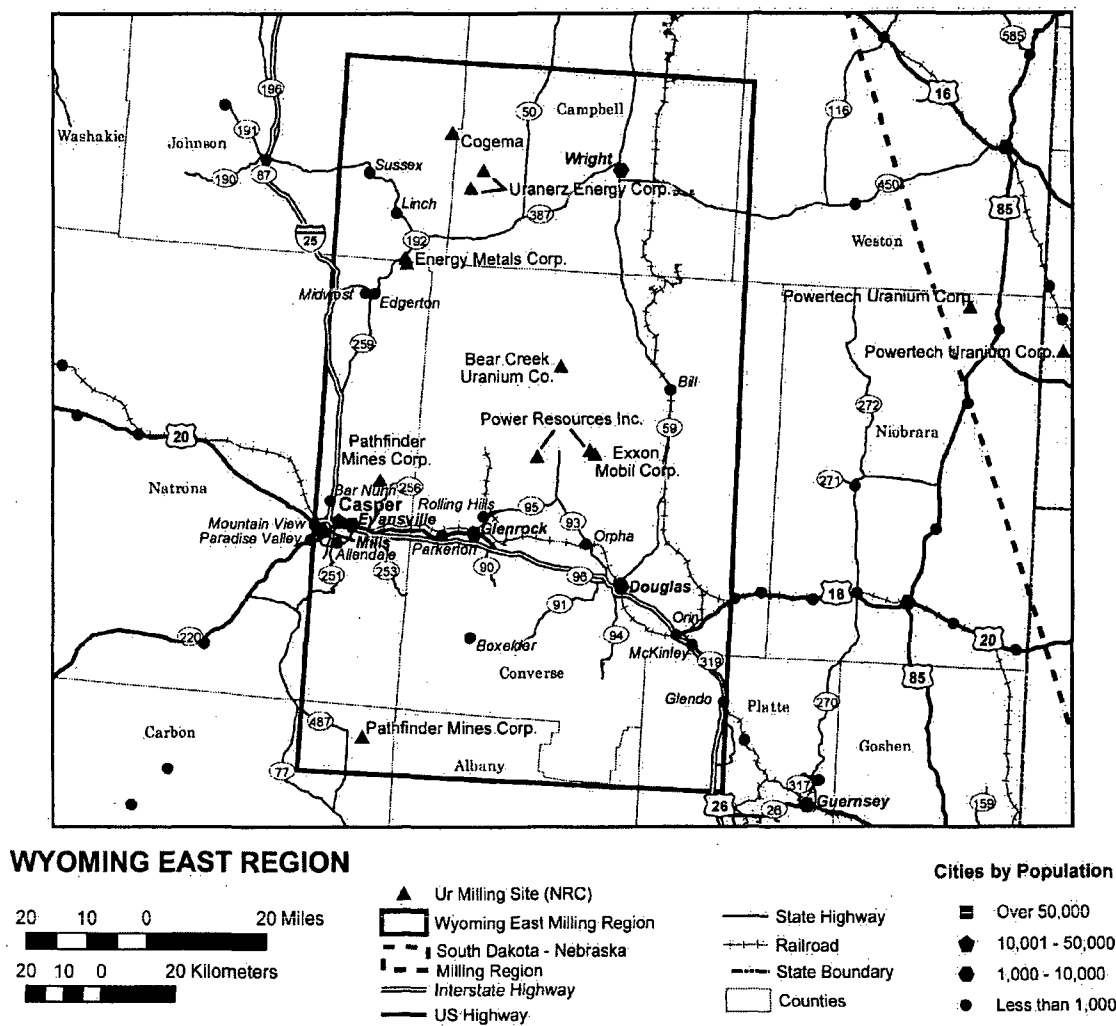 585
196
16
50
Campbell
116
Washakie
191
Johnson
Cogema
87
Sussex
Wright
190
Uranerz Energy Corp.
450
Linch
387
85
25
192
Weston
Energy Metals Corp.
Midwest
Edgerton
Powertech Uranium Corp.
259
Powertech Uranium Corp.
Bear Creek
Uranium Co.
Bill
272
Power Resources Inc.
59
20
Niobrara
Pathfinder
Mines Corp.
Exxon
Mobil Corp.
271
Natrona
Bar Nunn
256
Rolling Hills
95
Casper
93
Mountain View
Evansville
Glenrock
Orpha
Paradise Valley
Mills
Allendale
Parkerton
251
253
90
96
Douglas
18
91
94
Orin
220
Boxelder
McKinley
20
319
Converse
85
Glendo
Platte
270
487
Carbon
Pathfinder Mines Corp.
Goshen
Albany
77
317
26
26
Guernsey
159
WYOMING EAST REGION
20 10 0 20 Miles
20 10 0 20 Kilometers
Ur Milling Site (NRC)
Wyoming East Milling Region
South Dakota - Nebraska
Milling Region
Interstate Highway
US Highway
State Highway
Railroad
State Boundary
Counties
Cities by Population
Over 50,000
10,001 - 50,000
1,000 - 10,000
Less than 1,000